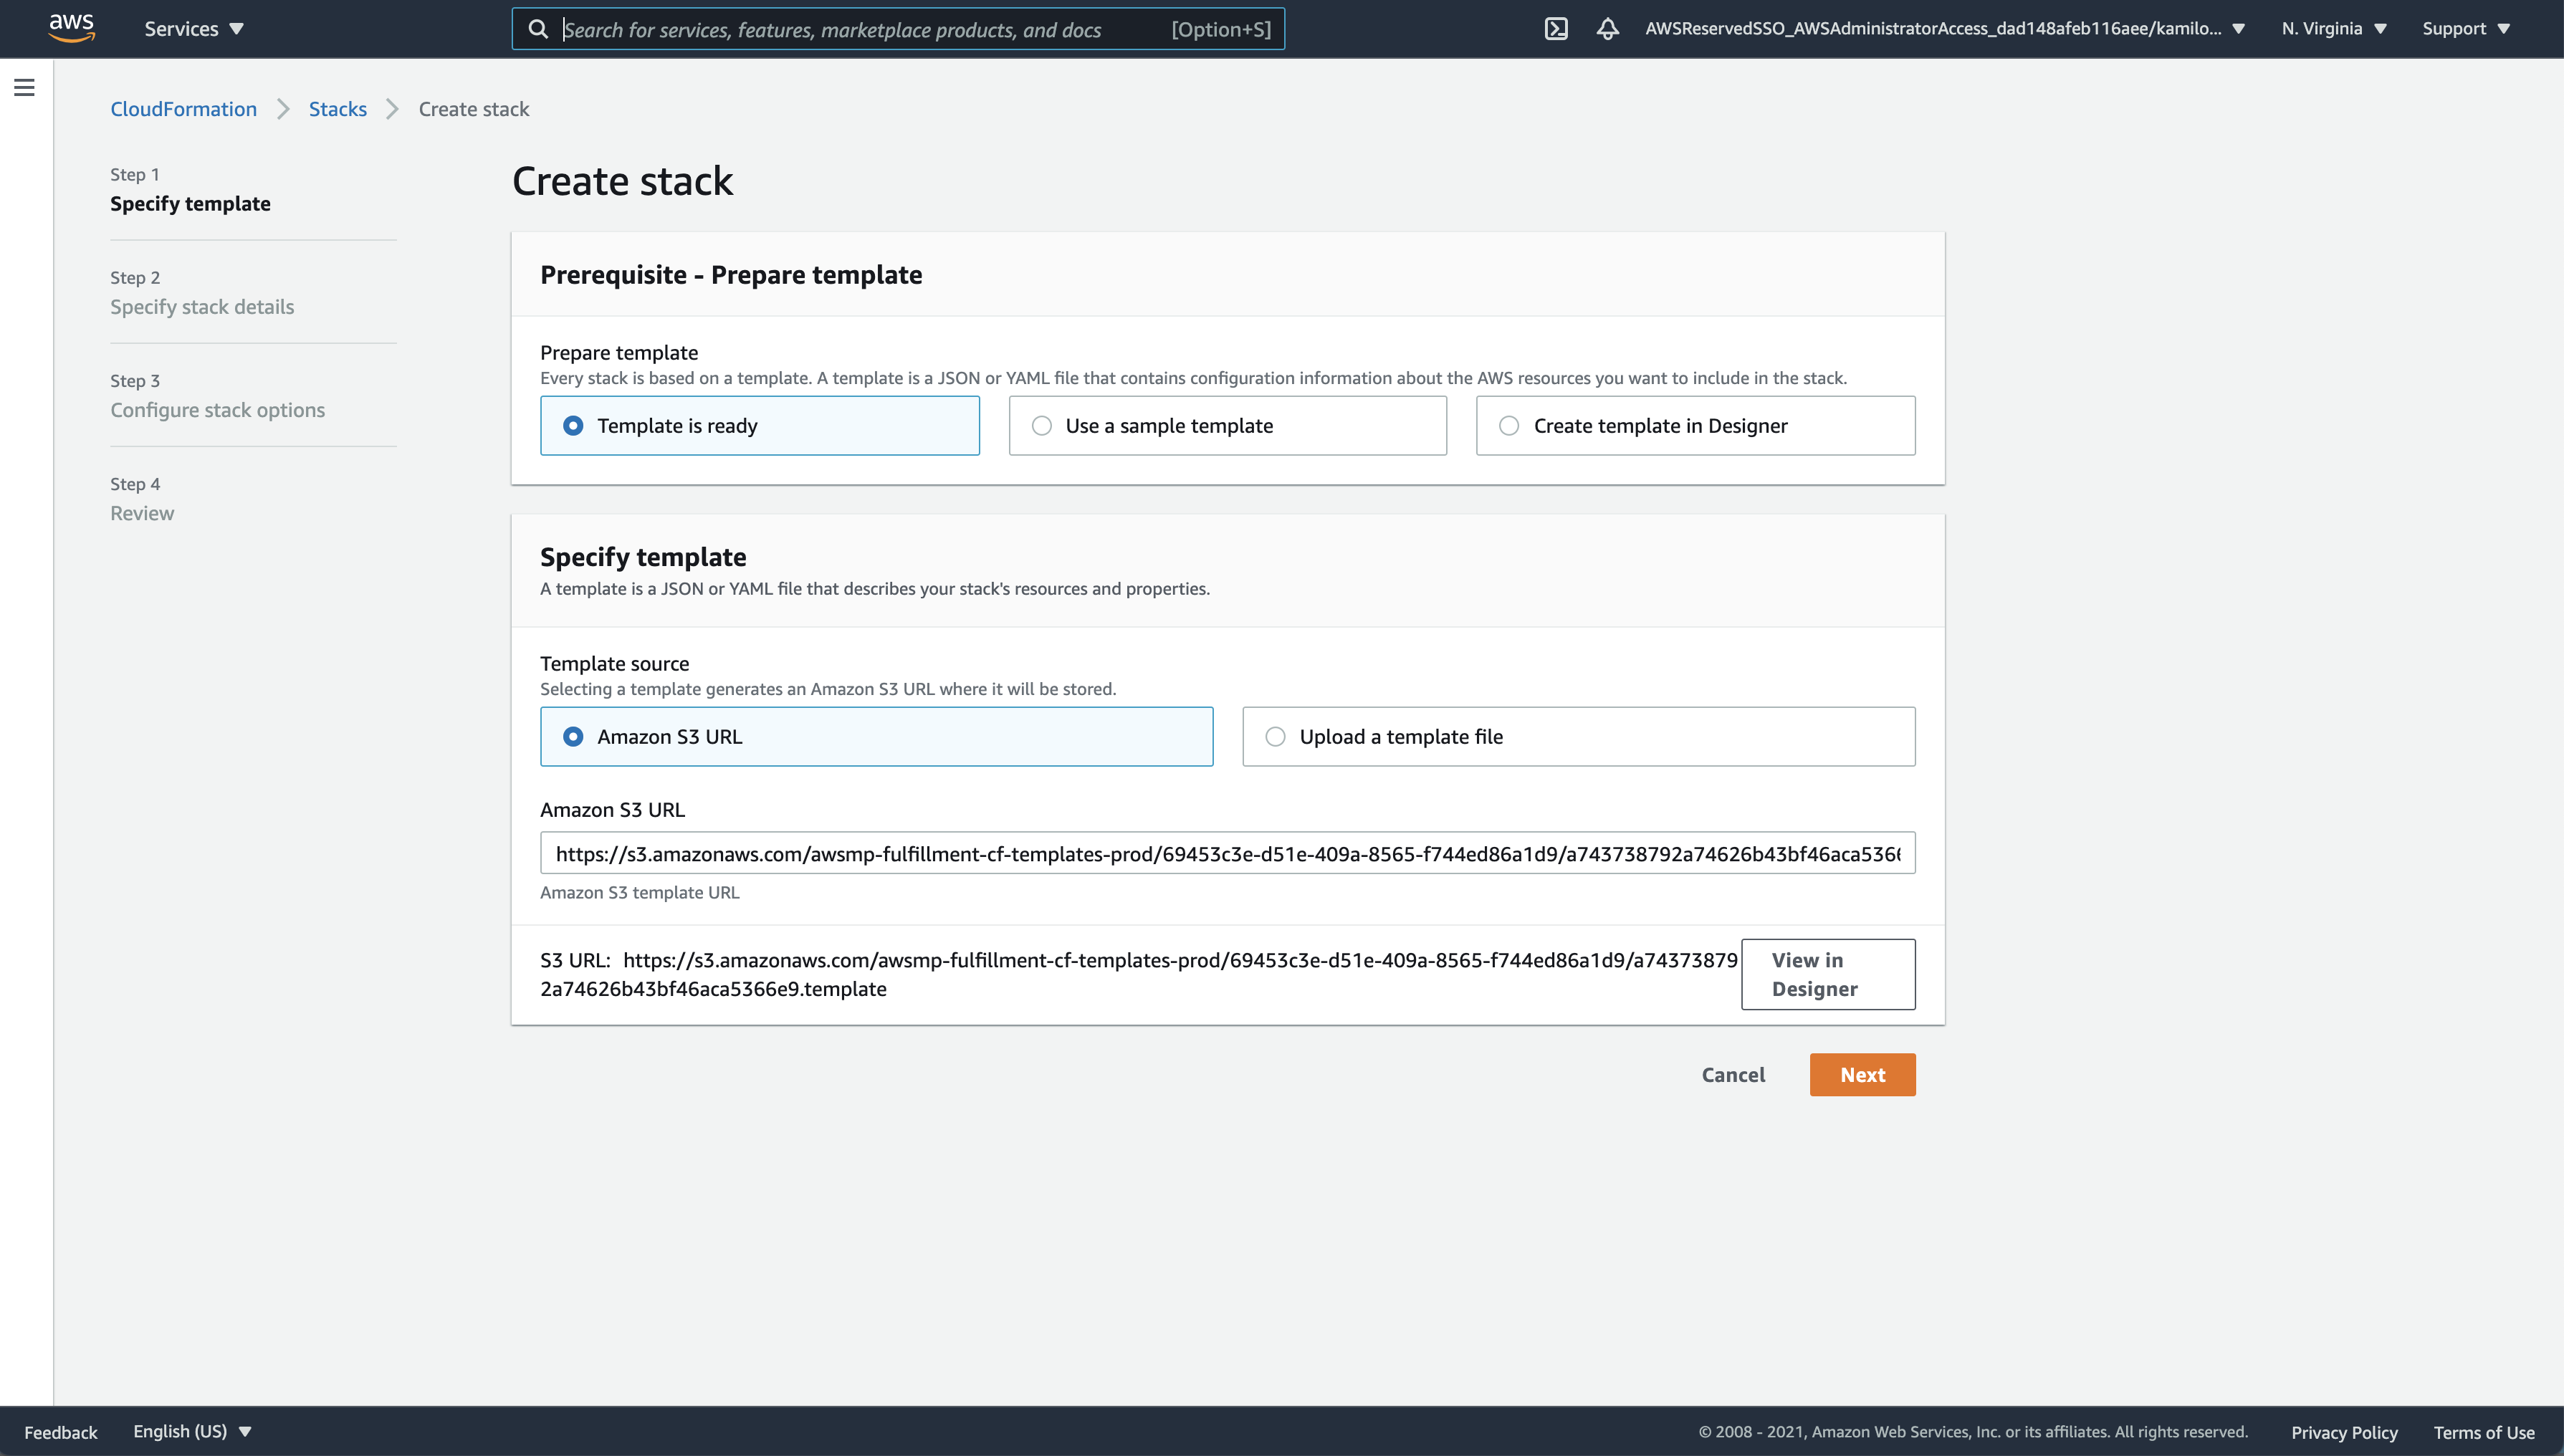 aws
Services
Search for services, features, marketplace products, and docs
[Option+S]
AWSReservedSSO_AWSAdministratorAccess_dad148afeb116aee/kamilo...
N. Virginia
Support
CloudFormation
Stacks
Create stack
Step 1
Specify template
Step 2
Specify stack details
Step 3
Configure stack options
Step 4
Review
Create stack
Prerequisite - Prepare template
Prepare template
Every stack is based on a template. A template is a JSON or YAML file that contains configuration information about the AWS resources you want to include in the stack.
Template is ready
Use a sample template
Create template in Designer
Specify template
A template is a JSON or YAML file that describes your stack's resources and properties.
Template source
Selecting a template generates an Amazon S3 URL where it will be stored.
Amazon S3 URL
Upload a template file
Amazon S3 URL
https://s3.amazonaws.com/awsmp-fulfillment-cf-templates-prod/69453c3e-d51e-409a-8565-f744ed86a1d9/a743738792a74626b43bf46aca5366
Amazon S3 template URL
S3 URL: https://s3.amazonaws.com/awsmp-fulfillment-cf-templates-prod/69453c3e-d51e-409a-8565-f744ed86a1d9/a74373879
2a74626b43bf46aca5366e9.template
View in
Designer
Cancel
Next
Feedback
English (US)
© 2008 - 2021, Amazon Web Services, Inc. or its affiliates. All rights reserved.
Privacy Policy
Terms of Use